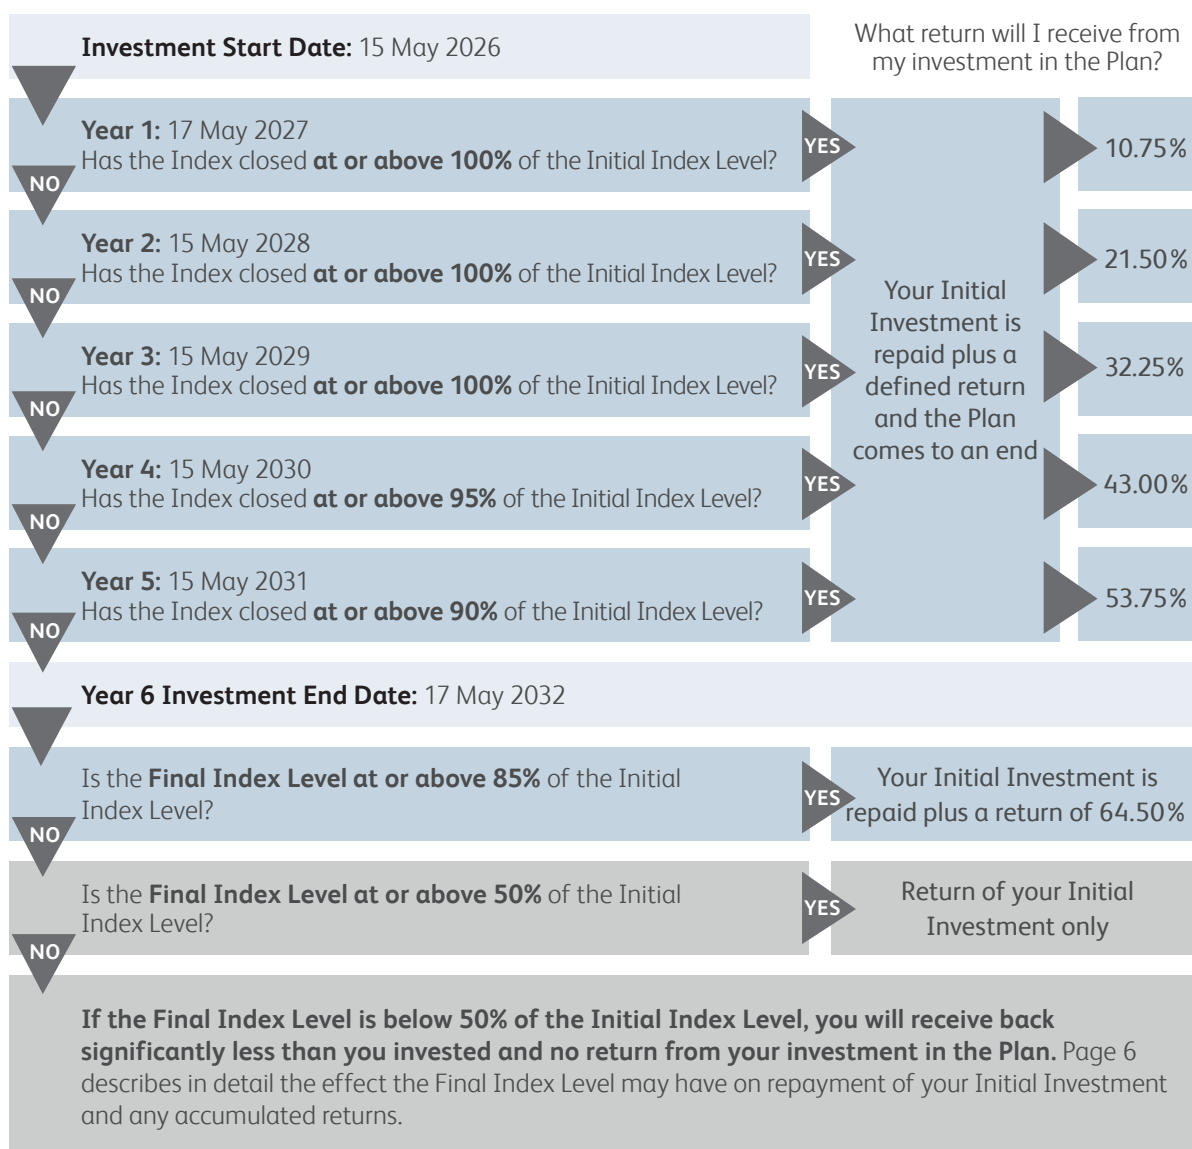 Investment Start Date: 15 May 2026
What return will I receive from
my investment in the Plan?
Year 1: 17 May 2027
Has the Index closed at or above 100% of the Initial Index Level?
YES
10.75%
NO
Year 2: 15 May 2028
Has the Index closed at or above 100% of the Initial Index Level?
YES
21.50%
NO
Year 3: 15 May 2029
Has the Index closed at or above 100% of the Initial Index Level?
YES
32.25%
NO
Year 4: 15 May 2030
Has the Index closed at or above 95% of the Initial Index Level?
YES
43.00%
NO
Year 5: 15 May 2031
Has the Index closed at or above 90% of the Initial Index Level?
YES
53.75%
NO
Your Initial
Investment is
repaid plus a
defined return
and the Plan
comes to an end
Year 6 Investment End Date: 17 May 2032
Is the Final Index Level at or above 85% of the Initial
Index Level?
YES
Your Initial Investment is
repaid plus a return of 64.50%
NO
Is the Final Index Level at or above 50% of the Initial
Index Level?
YES
Return of your Initial
Investment only
NO
If the Final Index Level is below 50% of the Initial Index Level, you will receive back
significantly less than you invested and no return from your investment in the Plan. Page 6
describes in detail the effect the Final Index Level may have on repayment of your Initial Investment
and any accumulated returns.